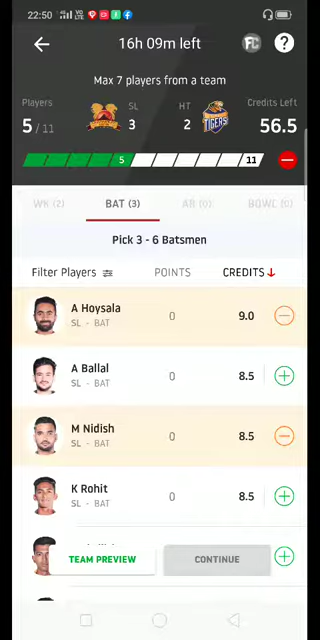 22:50
16h 09m left
FC ?
Max 7 players from a team
Players SL HT Credits Left
5 / 11 3 2 56.5
TIGERS
5 11
WK (2) BAT (3) AR (0) BOWL (0)
Pick 3 - 6 Batsmen
Filter Players POINTS CREDITS
A Hoysala
SL - BAT 0 9.0
A Ballal
SL - BAT 0 8.5
M Nidish
SL - BAT 0 8.5
K Rohit
SL - BAT 0 8.5
TEAM PREVIEW CONTINUE